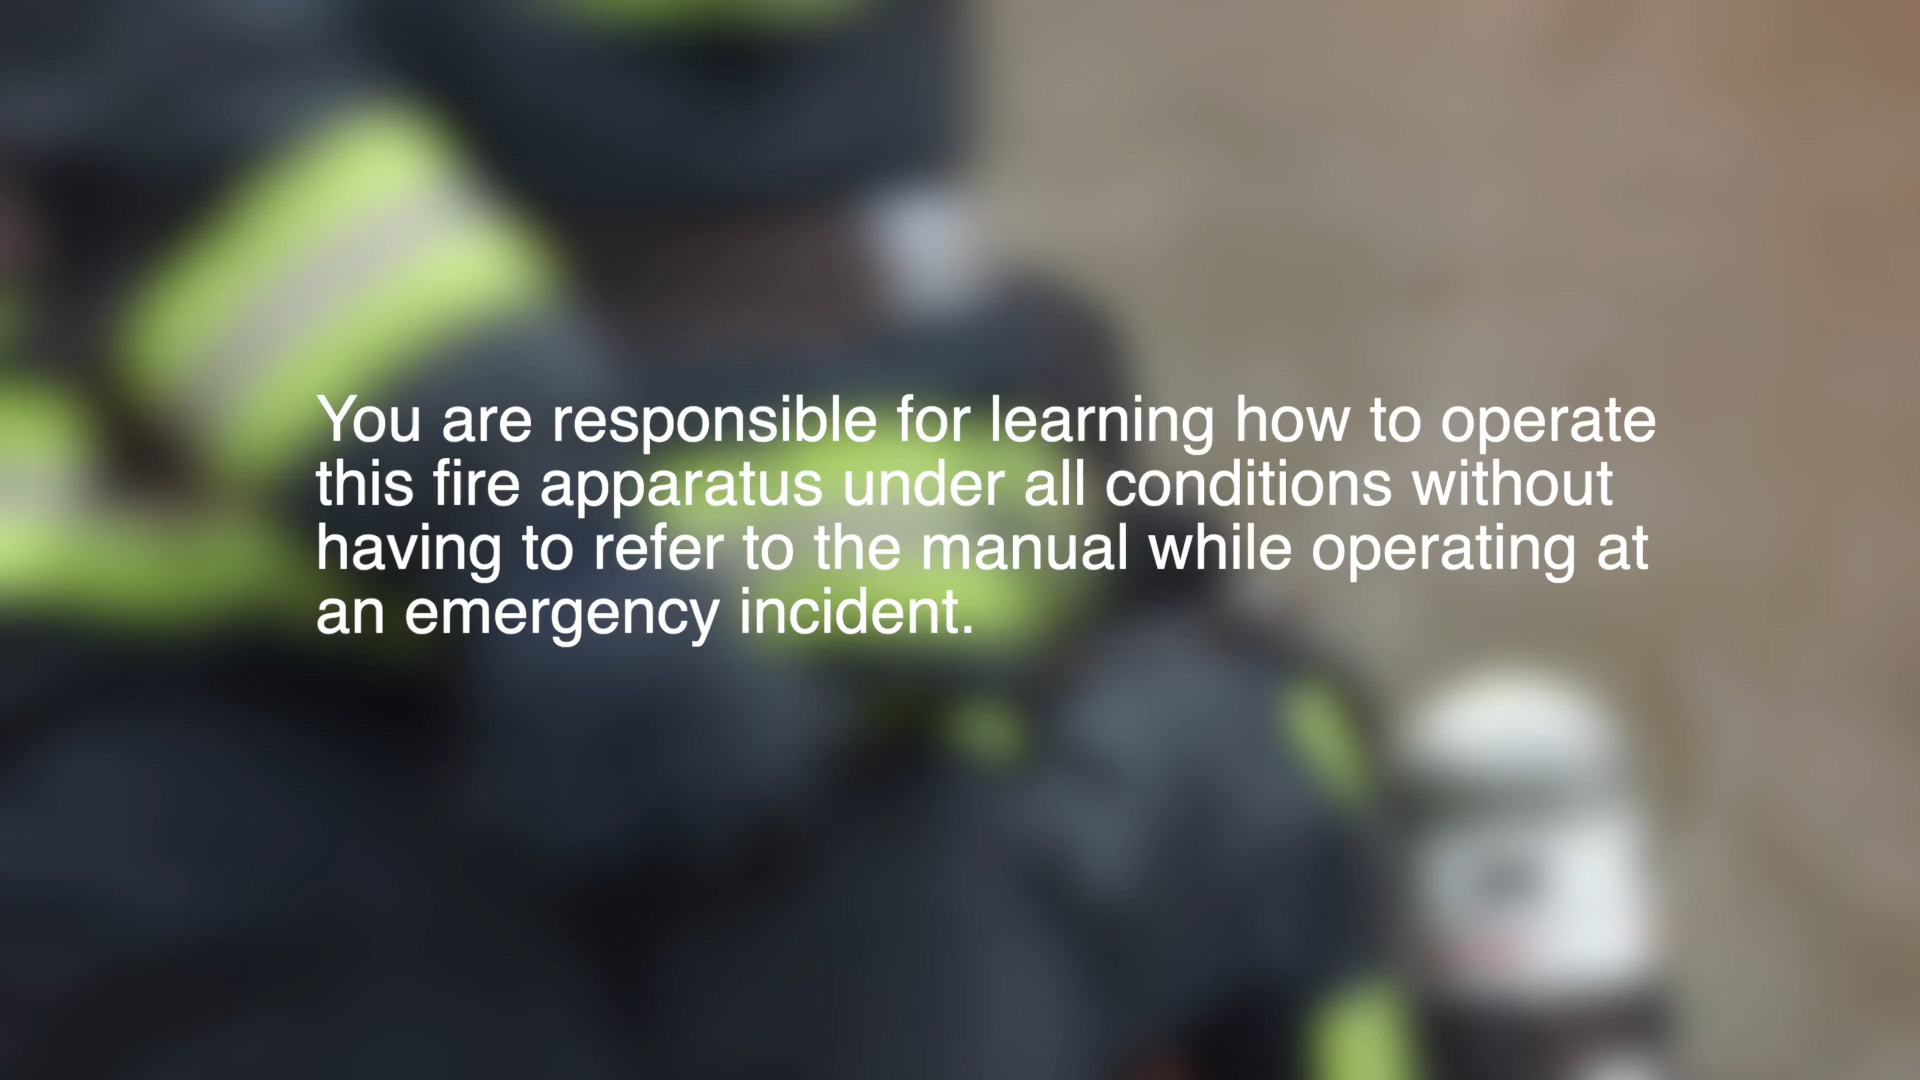 You are responsible for learning how to operate
this fire apparatus under all conditions without
having to refer to the manual while operating at
an emergency incident.